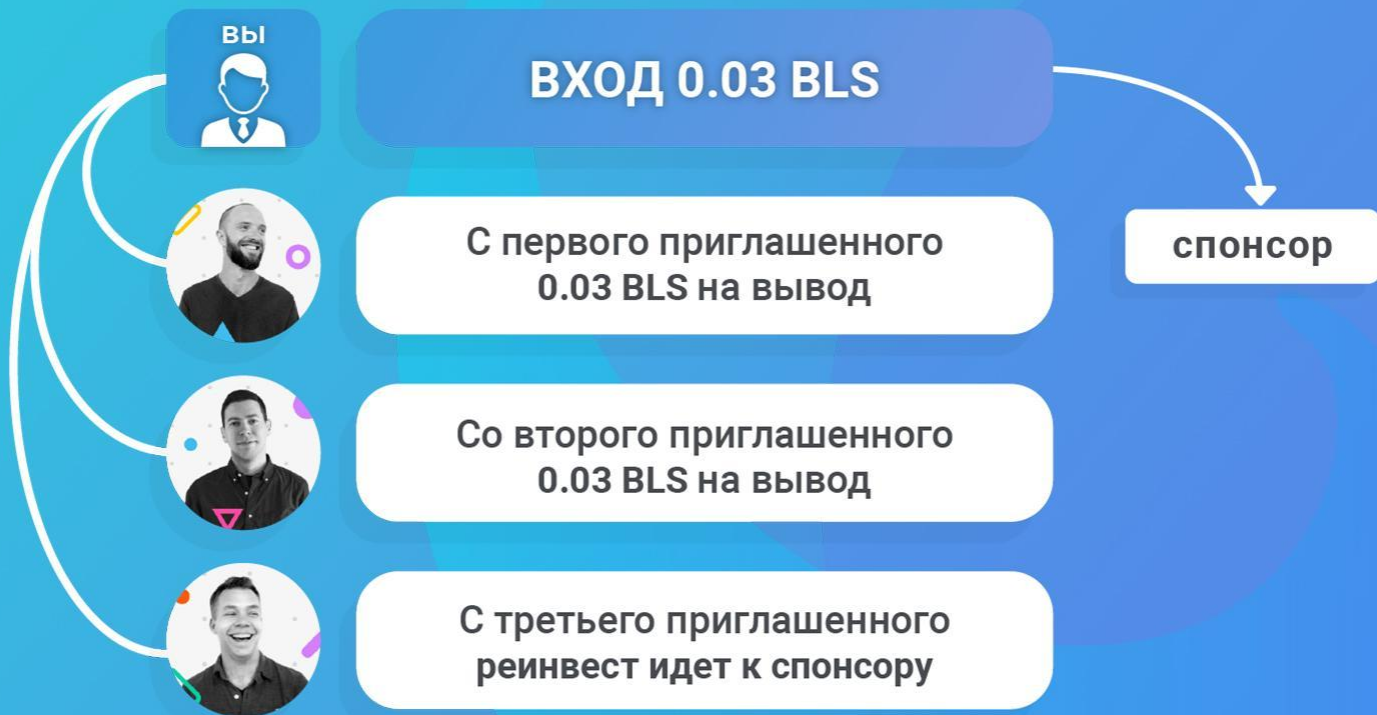 ВЫ
ВХОД 0.03 BLS
С первого приглашенного
0.03 BLS на вывод
спонсор
Со второго приглашенного
0.03 BLS на вывод
С третьего приглашенного
реинвест идет к спонсору